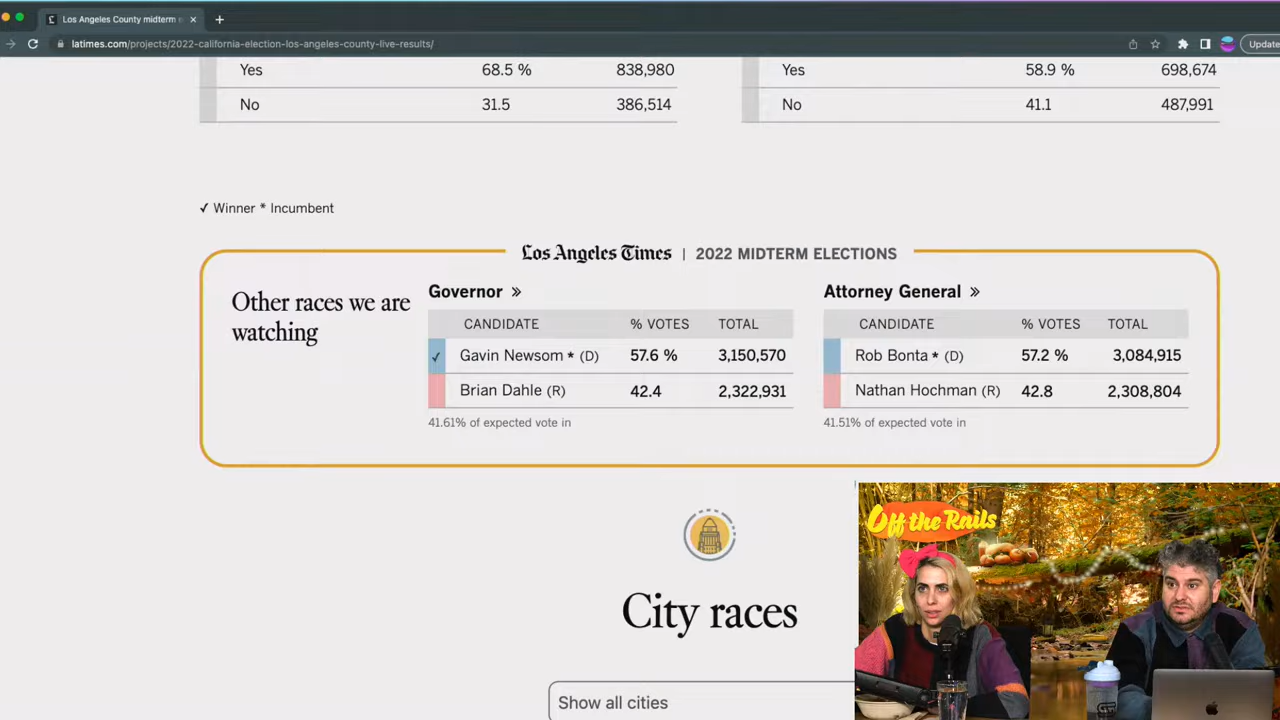 Los Angeles County midterm e
latimes.com/projects/2022-california-election-los-angeles-county-live-results/
Update
Yes 68.5 % 838,980
No 31.5 386,514
Yes 58.9 % 698,674
No 41.1 487,991
✓ Winner * Incumbent
Los Angeles Times | 2022 MIDTERM ELECTIONS
Other races we are
watching
Governor »
CANDIDATE % VOTES TOTAL
✓ Gavin Newsom * (D) 57.6 % 3,150,570
Brian Dahle (R) 42.4 2,322,931
41.61% of expected vote in
Attorney General »
CANDIDATE % VOTES TOTAL
Rob Bonta * (D) 57.2 % 3,084,915
Nathan Hochman (R) 42.8 2,308,804
41.51% of expected vote in
City races
Show all cities
Off the Rails